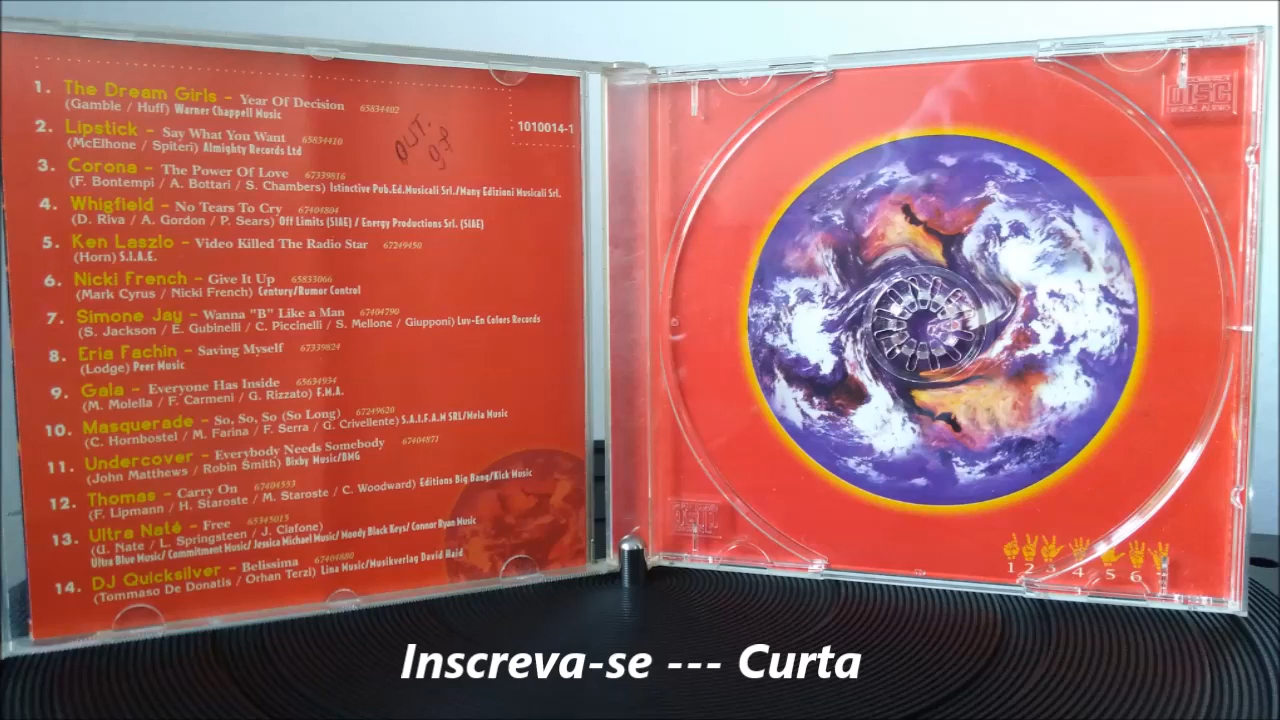 1. The Dream Girls – Year Of Decision 65834402
(Gamble / Huff) Warner Chappell Music
2. Lipstick – Say What You Want 65834410
(McElhone / Spiteri) Almighty Records Ltd
3. Corona – The Power Of Love 67339816
(F. Bontempi / A. Bottari / S. Chambers) Istinctive Pub.Ed.Musicali Srl./Many Edizioni Musicali Srl.
4. Whigfield – No Tears To Cry 67404804
(D. Riva / A. Gordon / P. Sears) Off Limits (SIAE) / Energy Productions Srl. (SIAE)
5. Ken Laszlo – Video Killed The Radio Star 67249450
(Horn) S.I.A.E.
6. Nicki French – Give It Up 65833066
(Mark Cyrus / Nicki French) Century/Rumor Control
7. Simone Jay – Wanna "B" Like a Man 67404790
(S. Jackson / E. Gubinelli / C. Piccinelli / S. Mellone / Giupponi) Luv-En Colors Records
8. Eria Fachin – Saving Myself 67339824
(Lodge) Peer Music
9. Gala – Everyone Has Inside 65634934
(M. Molella / F. Carmeni / G. Rizzato) F.M.A.
10. Masquerade – So, So, So (So Long) 67249620
(C. Hornbostel / M. Farina / F. Serra / G. Crivellente) S.A.I.F.A.M SRL/Mela Music
11. Undercover – Everybody Needs Somebody 67404871
(John Matthews / Robin Smith) Bixby Music/BMG
12. Thomas – Carry On 67404353
(F. Lipmann / H. Staroste / M. Staroste / C. Woodward) Editions Big Bang/Kick Music
13. Ultra Naté – Free 65345015
(U. Nate / L. Springsteen / J. Ciafone)
Ultra Blue Music/ Commitment Music/ Jessica Michael Music/ Moody Black Keys/ Connor Ryan Music
14. DJ Quicksilver – Belissima 67404880
(Tommaso De Donatis / Orhan Terzi) Lina Music/Musikverlag David Haid
1010014-1
OUT. 97
DISC
1 2 3 4 5 6
Inscreva-se --- Curta